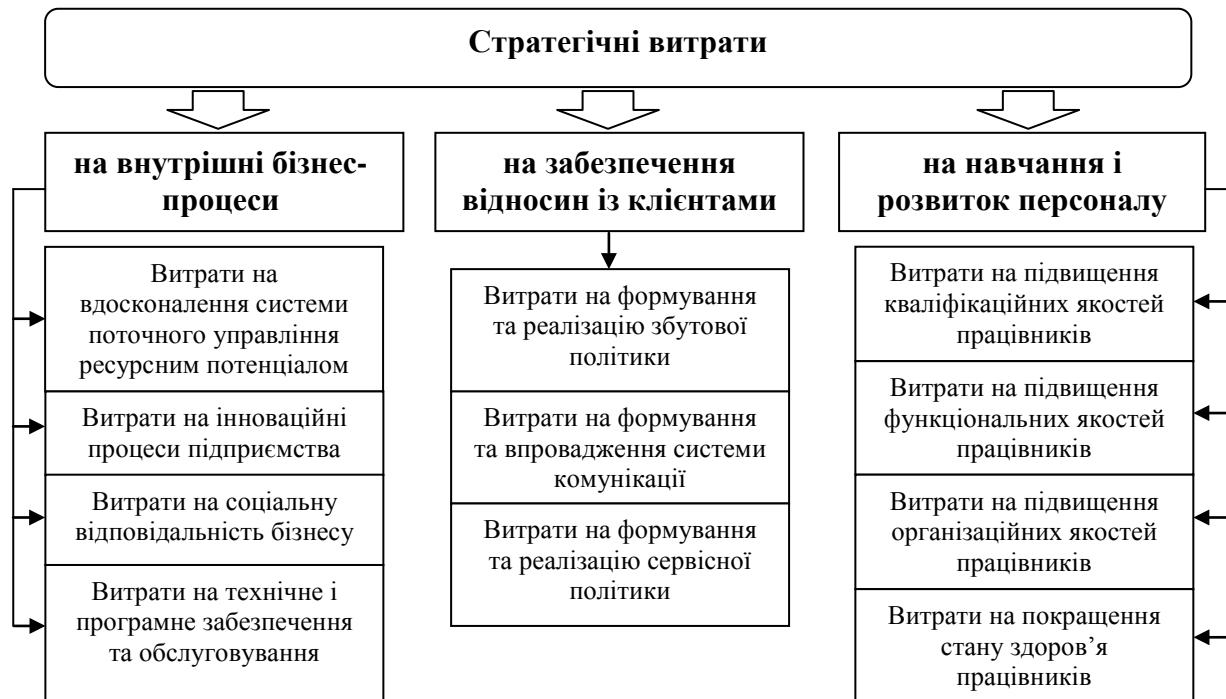 Стратегічні витрати
на внутрішні бізнес-
процеси
Витрати на
вдосконалення системи
поточного управління
ресурсним потенціалом
Витрати на інноваційні
процеси підприємства
Витрати на соціальну
відповідальність бізнесу
Витрати на технічне і
програмне забезпечення
та обслуговування
на забезпечення
відносин із клієнтами
Витрати на формування
та реалізацію збутової
політики
Витрати на формування
та впровадження системи
комунікації
Витрати на формування
та реалізацію сервісної
політики
на навчання і
розвиток персоналу
Витрати на підвищення
кваліфікаційних якостей
працівників
Витрати на підвищення
функціональних якостей
працівників
Витрати на підвищення
організаційних якостей
працівників
Витрати на покращення
стану здоров’я
працівників